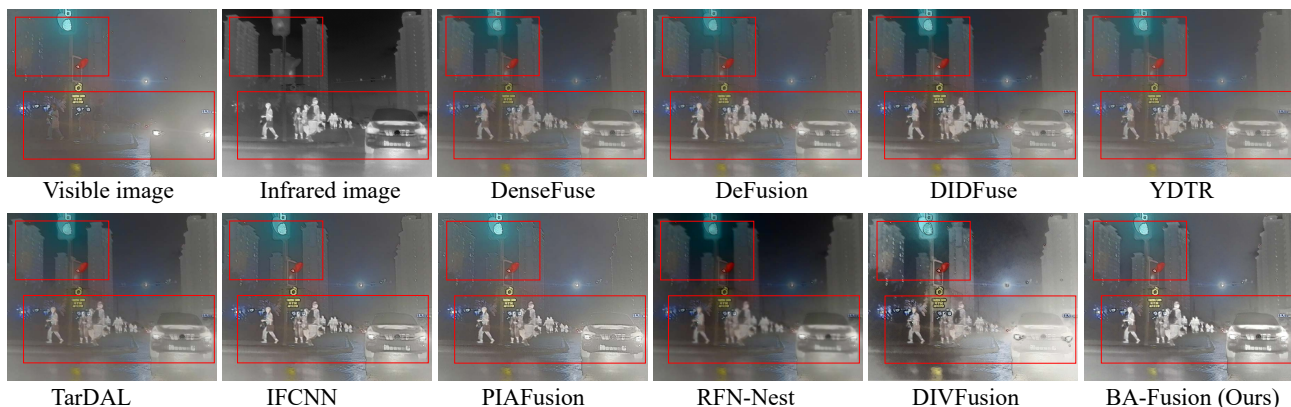 Visible image
Infrared image
DenseFuse
DeFusion
DIDFuse
YDTR
TarDAL
IFCNN
PIAFusion
RFN-Nest
DIVFusion
BA-Fusion (Ours)